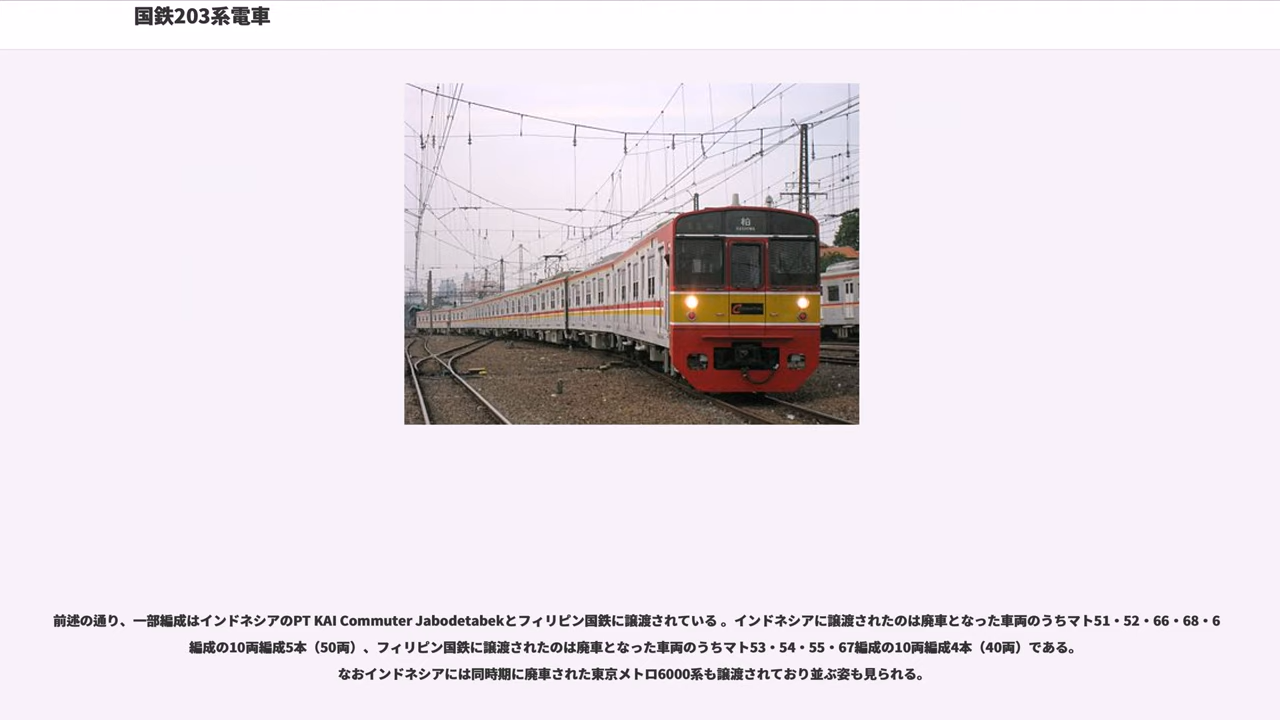 国鉄203系電車
柏
前述の通り、一部編成はインドネシアのPT KAI Commuter Jabodetabekとフィリピン国鉄に譲渡されている 。インドネシアに譲渡されたのは廃車となった車両のうちマト51・52・66・68・6
編成の10両編成5本（50両）、フィリピン国鉄に譲渡されたのは廃車となった車両のうちマト53・54・55・67編成の10両編成4本（40両）である。
なおインドネシアには同時期に廃車された東京メトロ6000系も譲渡されており並ぶ姿も見られる。